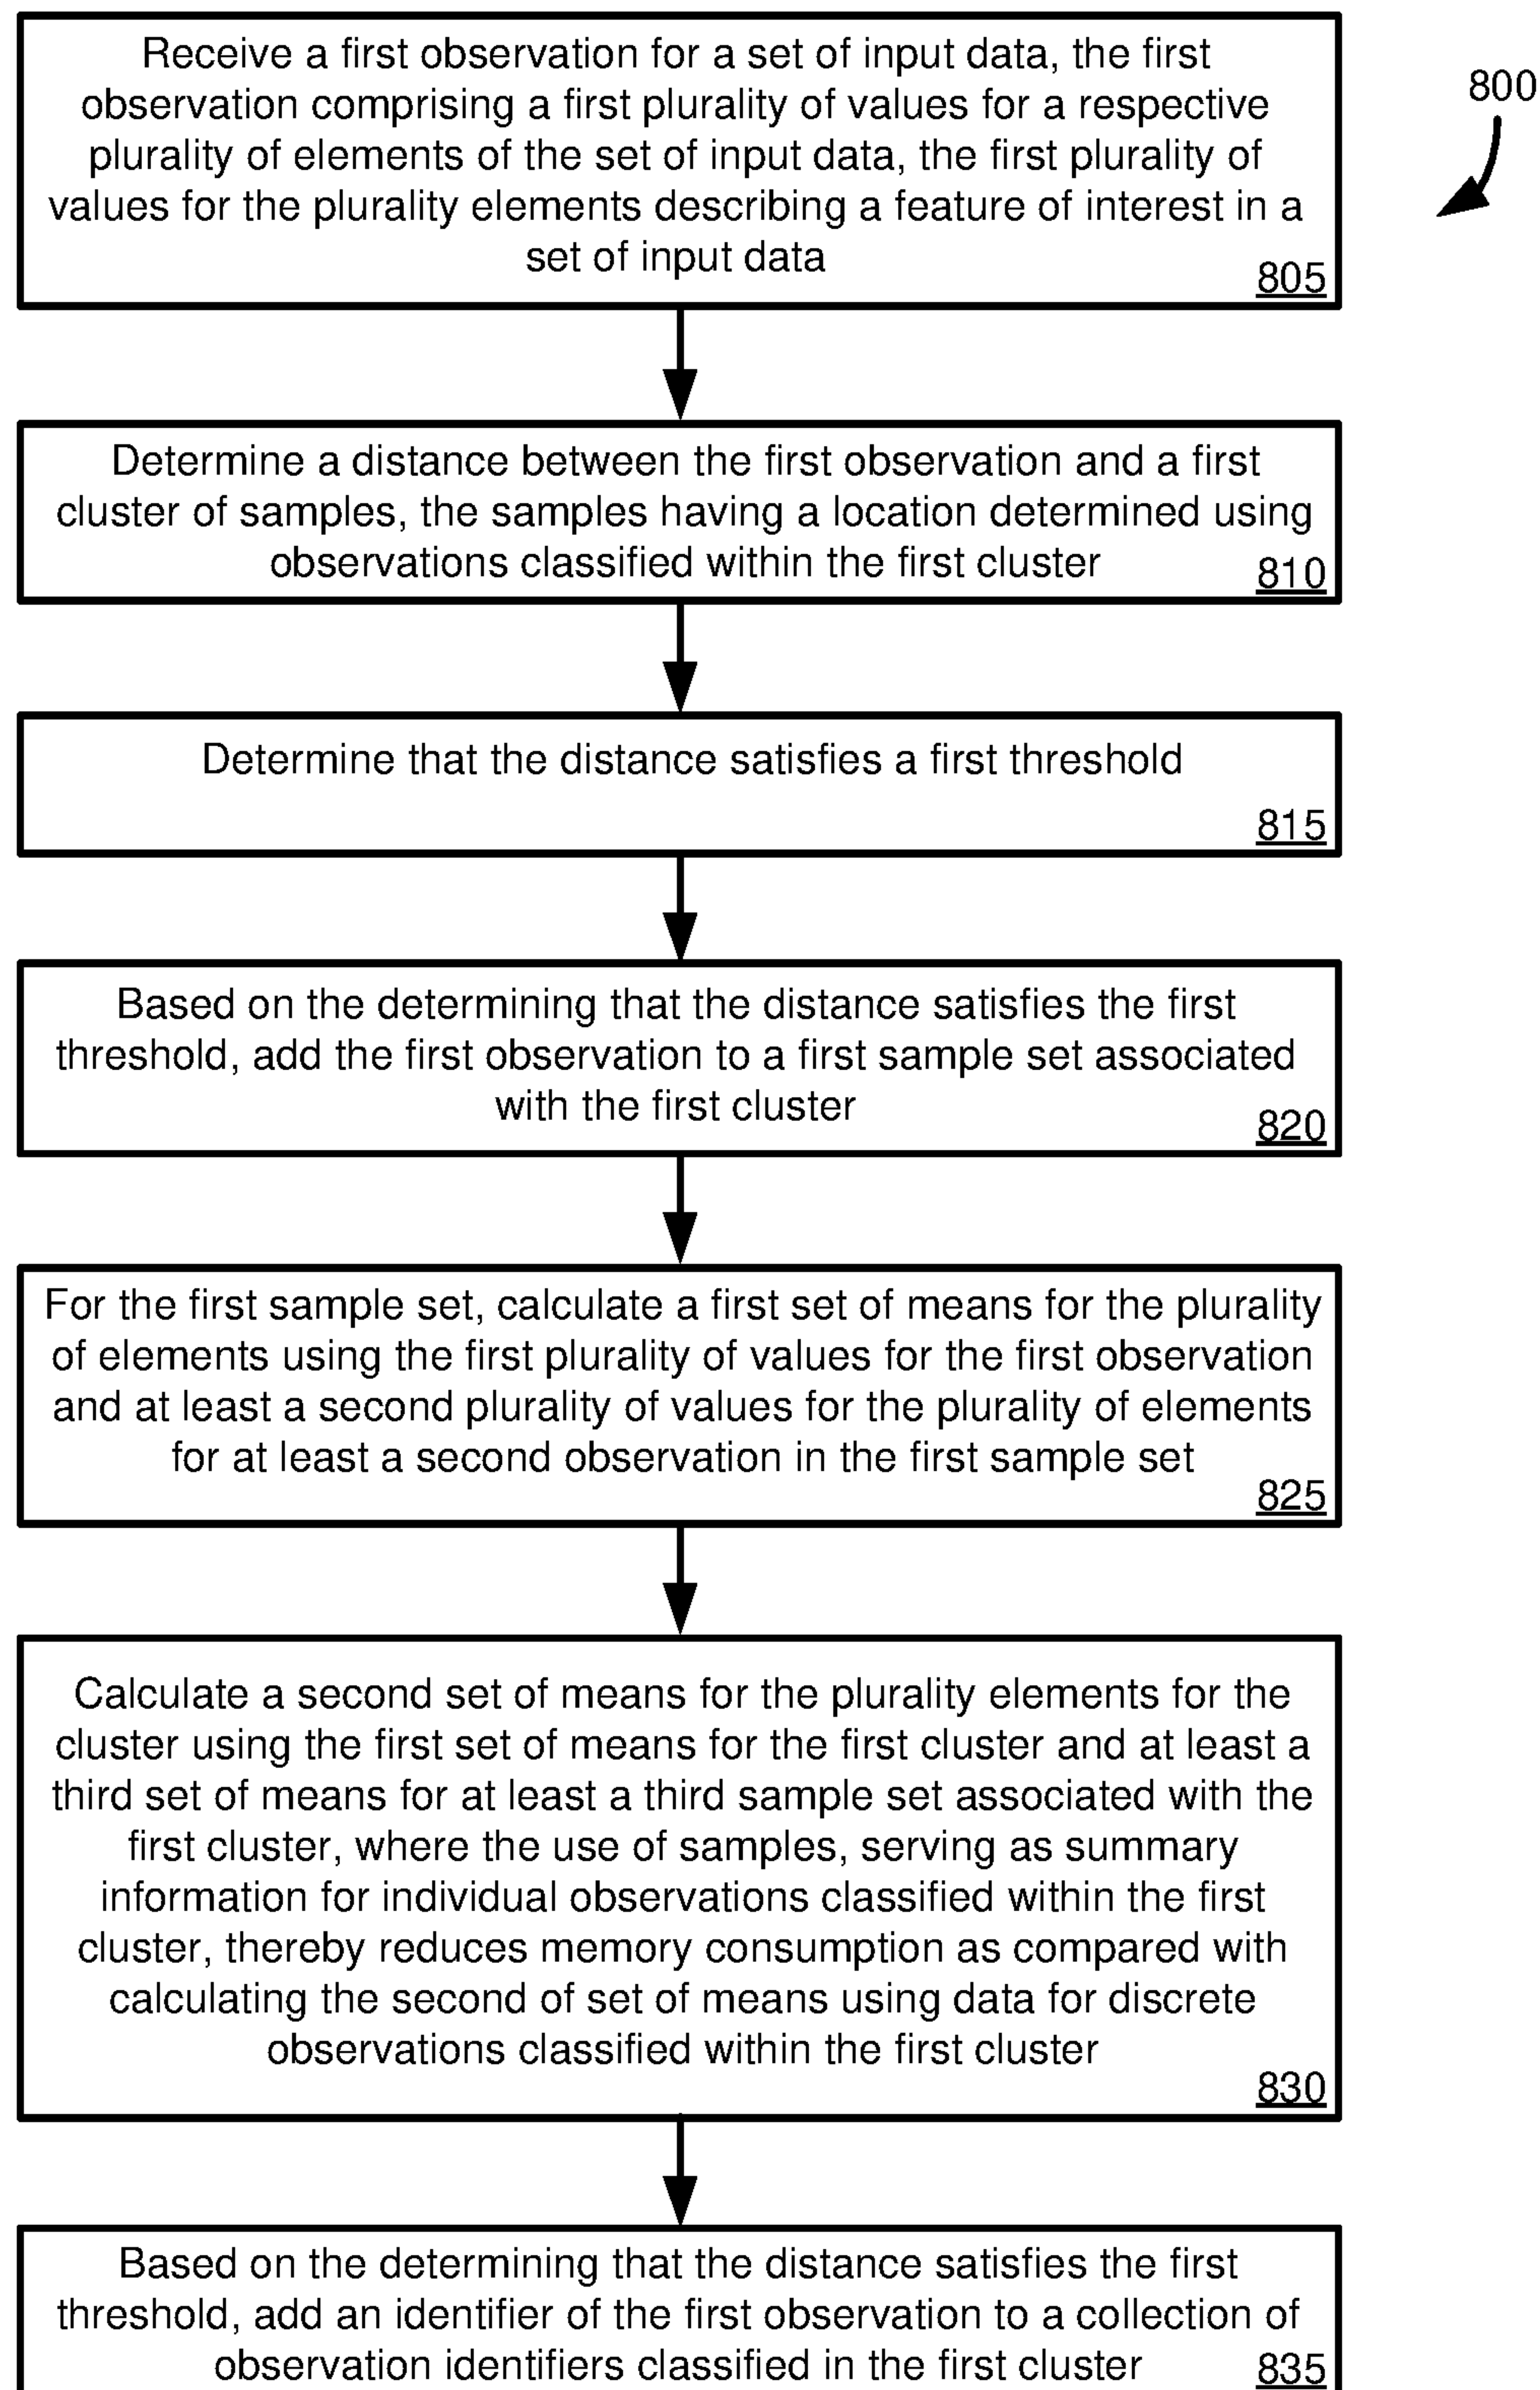 Receive a first observation for a set of input data, the first
observation comprising a first plurality of values for a respective
plurality of elements of the set of input data, the first plurality of
values for the plurality elements describing a feature of interest in a
set of input data
805
800
Determine a distance between the first observation and a first
cluster of samples, the samples having a location determined using
observations classified within the first cluster
810
Determine that the distance satisfies a first threshold
815
Based on the determining that the distance satisfies the first
threshold, add the first observation to a first sample set associated
with the first cluster
820
For the first sample set, calculate a first set of means for the plurality
of elements using the first plurality of values for the first observation
and at least a second plurality of values for the plurality of elements
for at least a second observation in the first sample set
825
Calculate a second set of means for the plurality elements for the
cluster using the first set of means for the first cluster and at least a
third set of means for at least a third sample set associated with the
first cluster, where the use of samples, serving as summary
information for individual observations classified within the first
cluster, thereby reduces memory consumption as compared with
calculating the second of set of means using data for discrete
observations classified within the first cluster
830
Based on the determining that the distance satisfies the first
threshold, add an identifier of the first observation to a collection of
observation identifiers classified in the first cluster
835